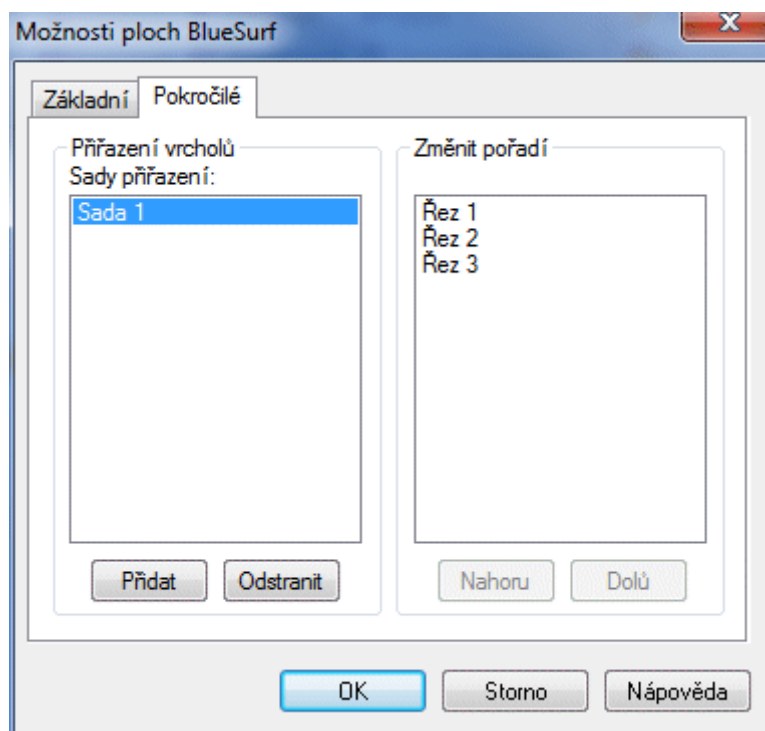 Možnosti ploch BlueSurf
Základní
Pokročilé
Přiřazení vrcholů
Sady přiřazení:
Sada 1
Přidat
Odstranit
Změnit pořadí
Řez 1
Řez 2
Řez 3
Nahoru
Dolů
OK
Storno
Nápověda